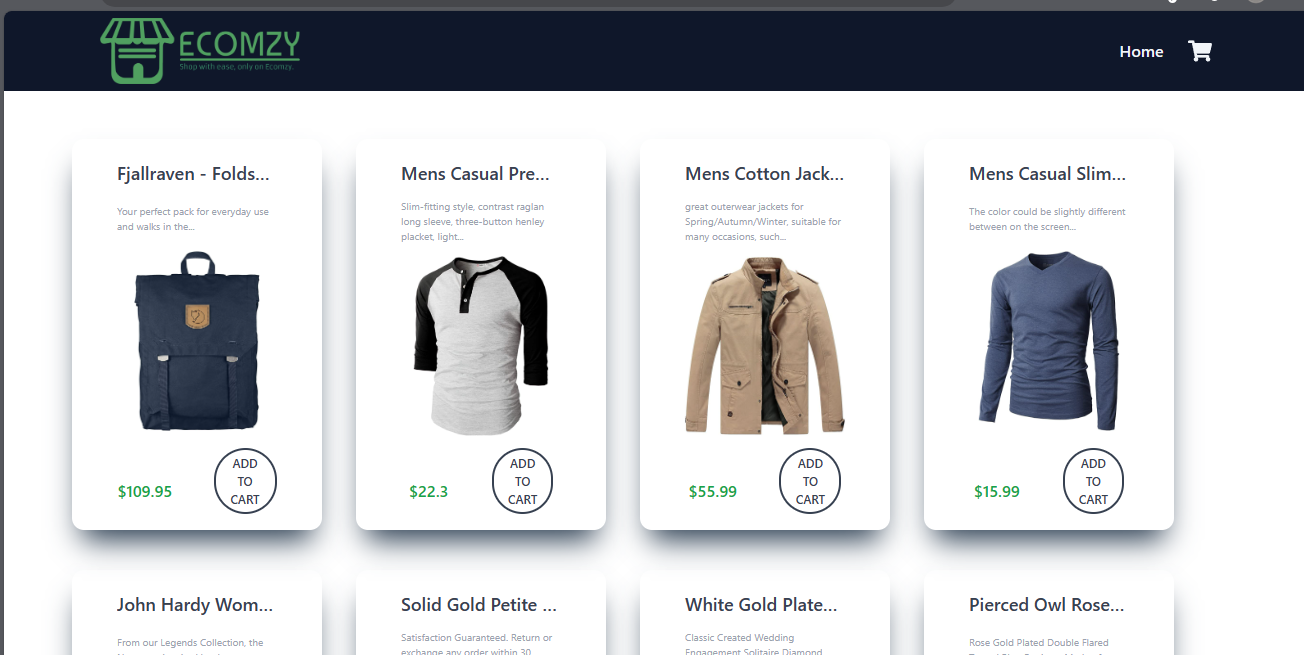 ECOMZY
Shop with ease, only on Ecomzy.
Home
Fjallraven - Folds...
Your perfect pack for everyday use
and walks in the...
$109.95
ADD
TO
CART
Mens Casual Pre...
Slim-fitting style, contrast raglan
long sleeve, three-button henley
placket, light...
$22.3
ADD
TO
CART
Mens Cotton Jack...
great outerwear jackets for
Spring/Autumn/Winter, suitable for
many occasions, such...
$55.99
ADD
TO
CART
Mens Casual Slim...
The color could be slightly different
between on the screen...
$15.99
ADD
TO
CART
John Hardy Wom...
From our Legends Collection, the
Solid Gold Petite ...
Satisfaction Guaranteed. Return or
exchange any order within 30
White Gold Plate...
Classic Created Wedding
Engagement Solitaire Diamond
Pierced Owl Rose...
Rose Gold Plated Double Flared